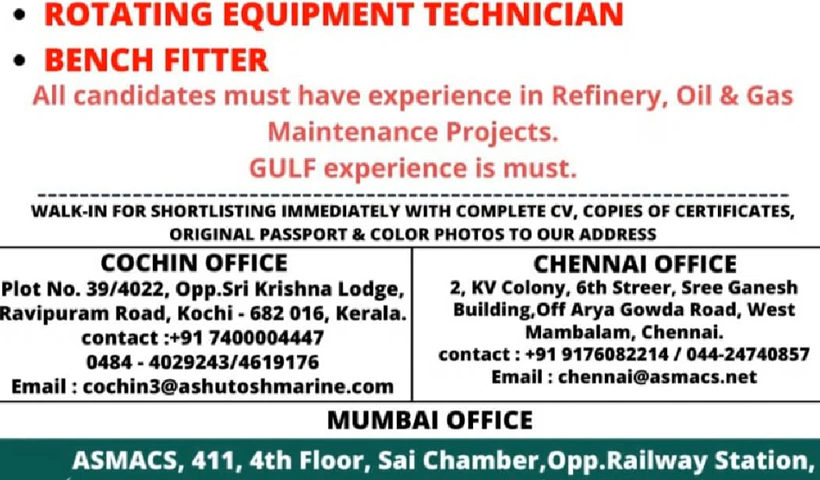 • ROTATING EQUIPMENT TECHNICIAN
• BENCH FITTER
All candidates must have experience in Refinery, Oil & Gas
Maintenance Projects.
GULF experience is must.
WALK-IN FOR SHORTLISTING IMMEDIATELY WITH COMPLETE CV, COPIES OF CERTIFICATES,
ORIGINAL PASSPORT & COLOR PHOTOS TO OUR ADDRESS
COCHIN OFFICE
Plot No. 39/4022, Opp.Sri Krishna Lodge,
Ravipuram Road, Kochi - 682 016, Kerala.
contact :+91 7400004447
0484 - 4029243/4619176
Email : cochin3@ashutoshmarine.com
CHENNAI OFFICE
2, KV Colony, 6th Streer, Sree Ganesh
Building,Off Arya Gowda Road, West
Mambalam, Chennai.
contact : +91 9176082214 / 044-24740857
Email : chennai@asmacs.net
MUMBAI OFFICE
ASMACS, 411, 4th Floor, Sai Chamber,Opp.Railway Station,